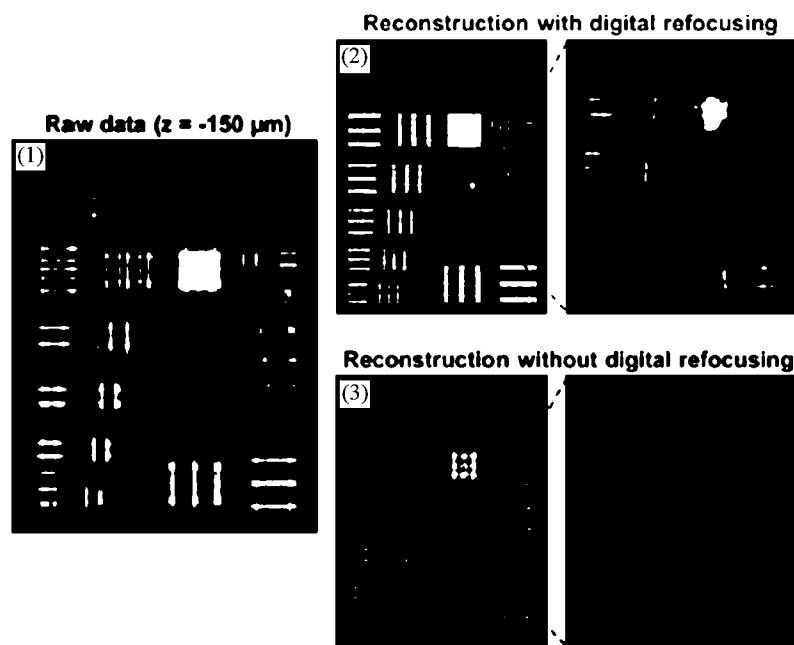 Reconstruction with digital refocusing
(2)
Raw data (z = -150 μm)
(1)
Reconstruction without digital refocusing
(3)